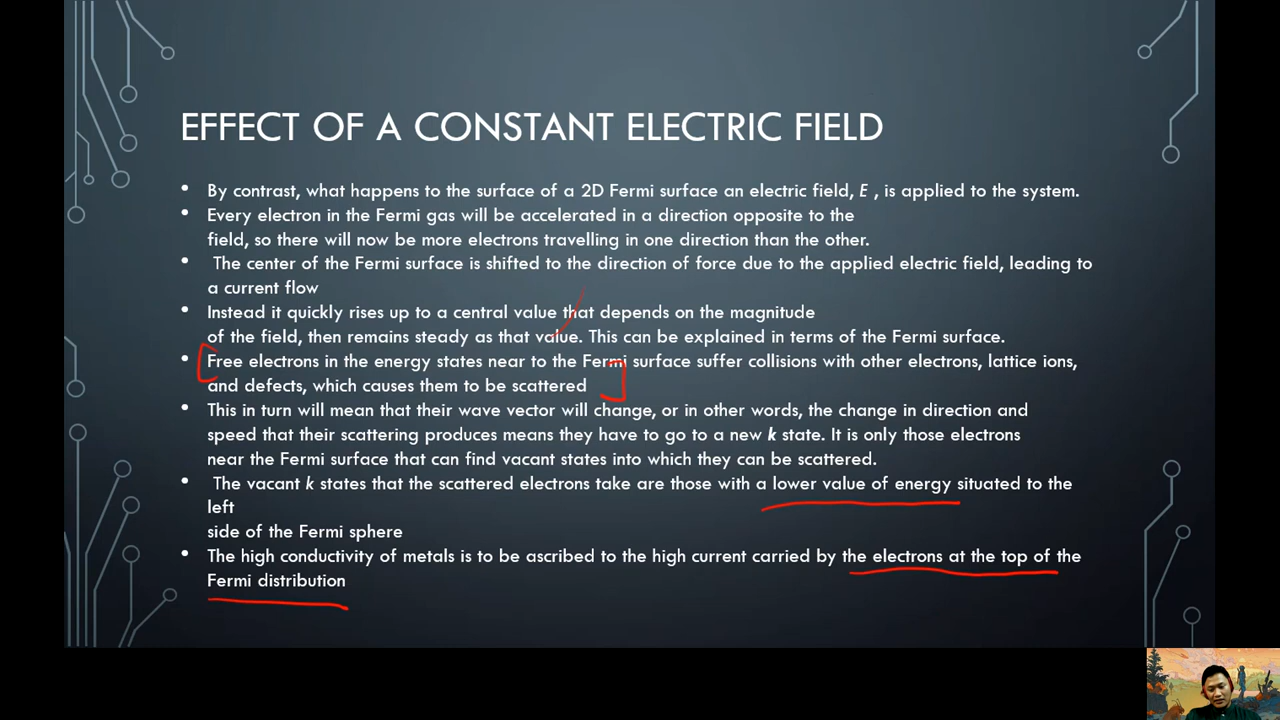 EFFECT OF A CONSTANT ELECTRIC FIELD
• By contrast, what happens to the surface of a 2D Fermi surface an electric field, E , is applied to the system.
• Every electron in the Fermi gas will be accelerated in a direction opposite to the
field, so there will now be more electrons travelling in one direction than the other.
• The center of the Fermi surface is shifted to the direction of force due to the applied electric field, leading to
a current flow
• Instead it quickly rises up to a central value that depends on the magnitude
of the field, then remains steady as that value. This can be explained in terms of the Fermi surface.
• Free electrons in the energy states near to the Fermi surface suffer collisions with other electrons, lattice ions,
and defects, which causes them to be scattered
• This in turn will mean that their wave vector will change, or in other words, the change in direction and
speed that their scattering produces means they have to go to a new k state. It is only those electrons
near the Fermi surface that can find vacant states into which they can be scattered.
• The vacant k states that the scattered electrons take are those with a lower value of energy situated to the
left
side of the Fermi sphere
• The high conductivity of metals is to be ascribed to the high current carried by the electrons at the top of the
Fermi distribution